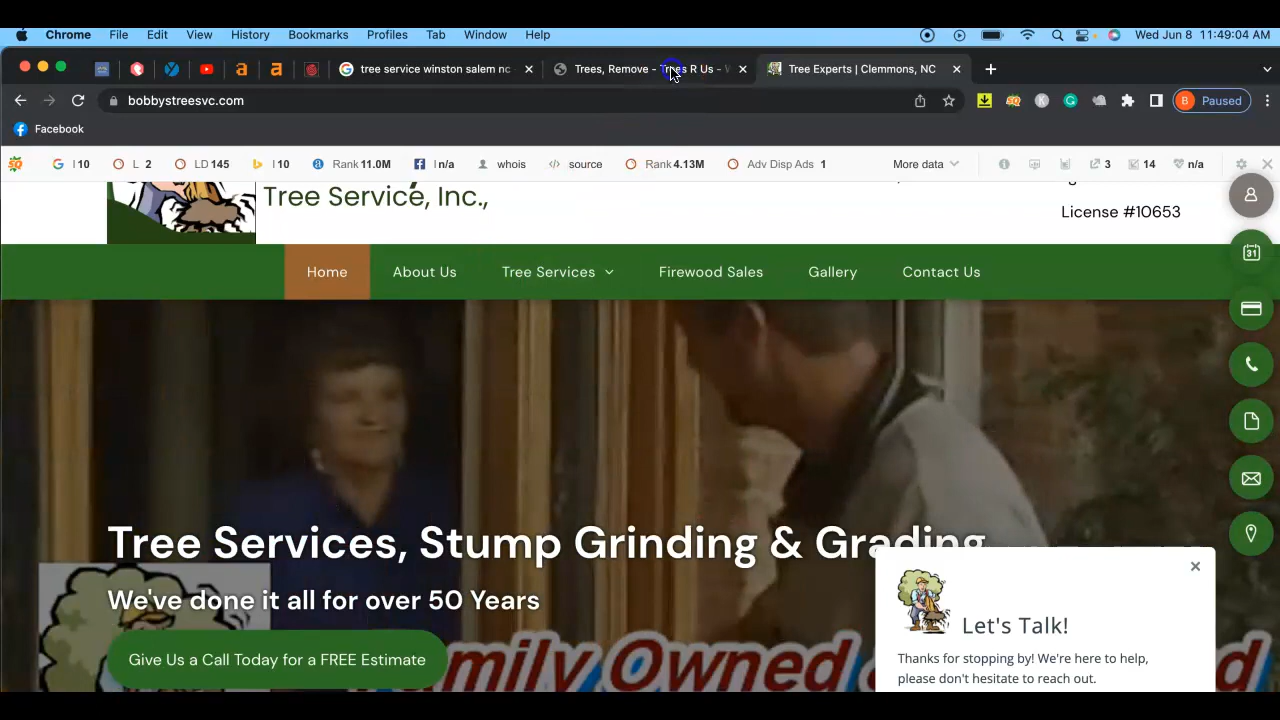 Chrome File Edit View History Bookmarks Profiles Tab Window Help Wed Jun 8 11:49:04 AM
tree service winston salem nc Trees, Remove - Trees R Us - Tree Experts | Clemmons, NC
bobbystreesvc.com Paused
Facebook
I 10 L 2 LD 145 I 10 Rank 11.0M n/a whois source Rank 4.13M Adv Disp Ads 1 More data 3 14 n/a
Tree Service, Inc.,
License #10653
Home About Us Tree Services Firewood Sales Gallery Contact Us
Tree Services, Stump Grinding & Grading
We've done it all for over 50 Years
Give Us a Call Today for a FREE Estimate
Family Owned
Let's Talk!
Thanks for stopping by! We're here to help,
please don't hesitate to reach out.